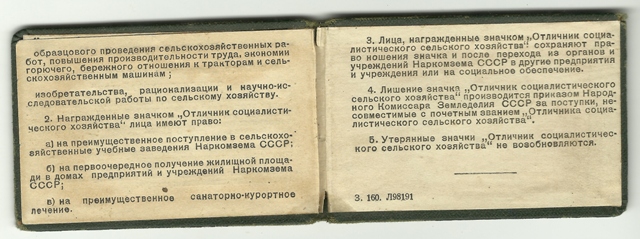 образцового проведения сельскохозяйственных ра-
бот, повышения производительности труда, экономии
горючего, бережного отношения к тракторам и сель-
скохозяйственным машинам;
изобретательства, рационализации и научно-ис-
следовательской работы по сельскому хозяйству.
2. Награжденные значком „Отличник социалисти-
ческого сельского хозяйства“ лица имеют право:
а) на преимущественное поступление в сельскохо-
зяйственные учебные заведения Наркомзема СССР;
б) на первоочередное получение жилищной площа-
ди в домах предприятий и учреждений Наркомзема
СССР;
в) на преимущественное санаторно-курортное
лечение.
3. Лица, награжденные значком „Отличник социа-
листического сельского хозяйства“ сохраняют пра-
во ношения значка и после перехода из органов и
учреждений Наркомзема СССР в другие предприятия
и учреждения или на социальное обеспечение.
4. Лишение значка „Отличник социалистического
сельского хозяйства“ производится приказом Народ-
ного Комиссара Земледелия СССР за поступки, не-
совместимые с почетным званием „Отличника социа-
листического сельского хозяйства“.
5. Утерянные значки „Отличник социалистическо-
го сельского хозяйства“ не возобновляются.
З. 160. Л98191